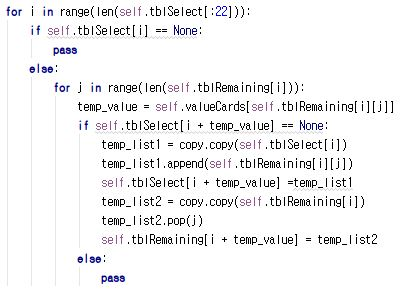 for i in range(len(self.tblSelect[:22])):
    if self.tblSelect[i] == None:
        pass
    else:
        for j in range(len(self.tblRemaining[i])):
            temp_value = self.valueCards[self.tblRemaining[i][j]]
            if self.tblSelect[i + temp_value] == None:
                temp_list1 = copy.copy(self.tblSelect[i])
                temp_list1.append(self.tblRemaining[i][j])
                self.tblSelect[i + temp_value] =temp_list1
                temp_list2 = copy.copy(self.tblRemaining[i])
                temp_list2.pop(j)
                self.tblRemaining[i + temp_value] = temp_list2
            else:
                pass